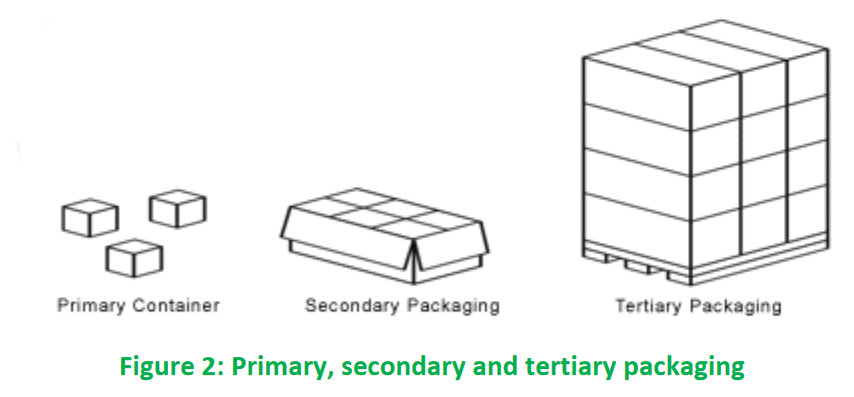 Primary Container
Secondary Packaging
Tertiary Packaging
Figure 2: Primary, secondary and tertiary packaging